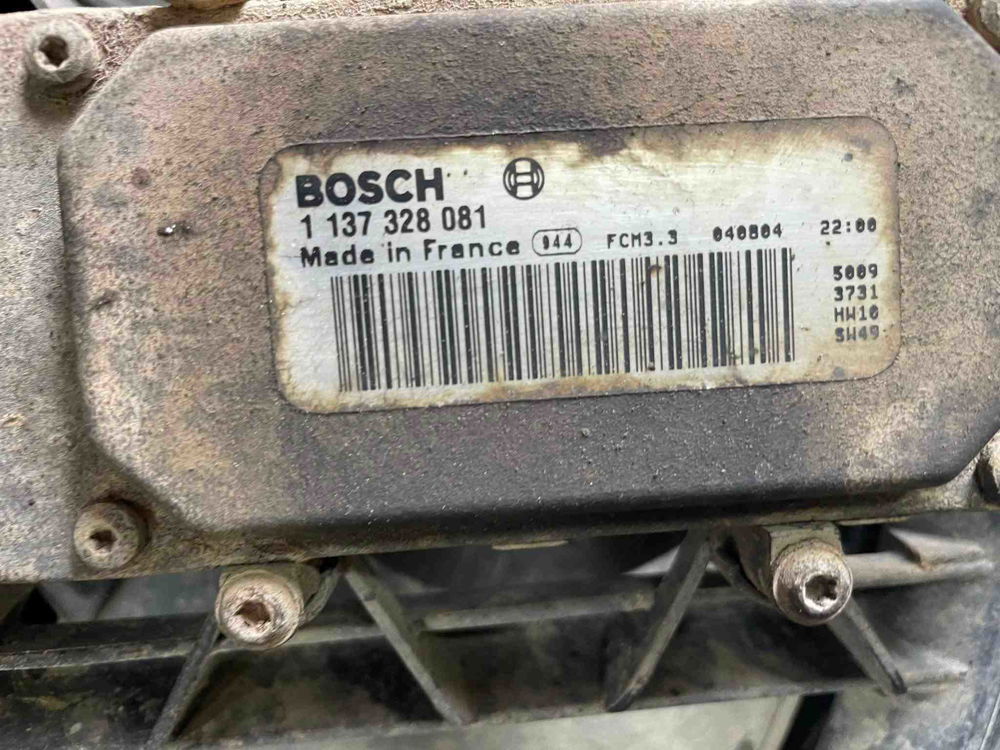 BOSCH
1 137 328 081
Made in France 944 FCM3.3 040804 22:00
5009
3731
HW10
SW49